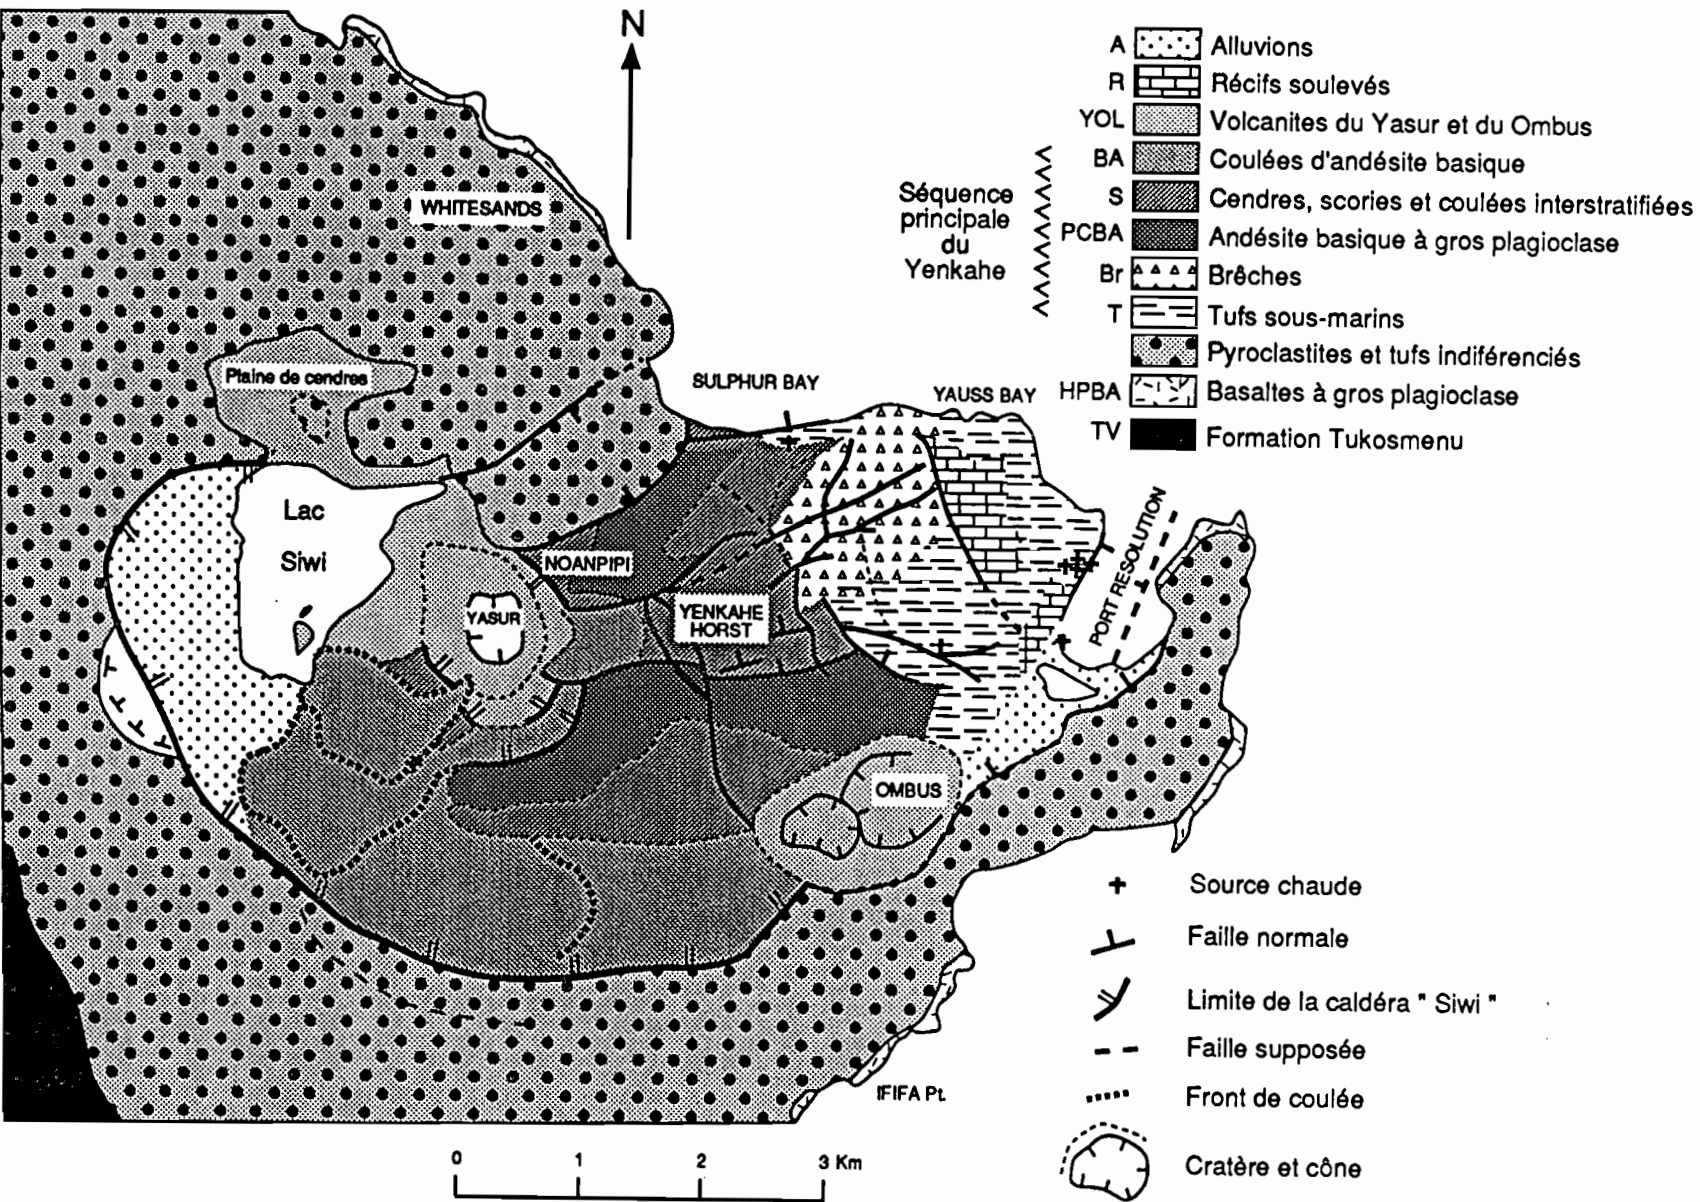 N
A Alluvions
R Récifs soulevés
YOL Volcanites du Yasur et du Ombus
BA Coulées d'andésite basique
S Cendres, scories et coulées interstratifiées
PCBA Andésite basique à gros plagioclase
Br Brêches
T Tufs sous-marins
Pyroclastites et tufs indiférenciés
HPBA Basaltes à gros plagioclase
TV Formation Tukosmenu
Séquence
principale
du
Yenkahe
WHITESANDS
Plaine de cendres
SULPHUR BAY
YAUSS BAY
Lac
Siwi
NOANPIPI
YASUR
YENKAHE
HORST
PORT RESOLUTION
OMBUS
IFIFA Pt.
Source chaude
Faille normale
Limite de la caldéra " Siwi "
Faille supposée
Front de coulée
Cratère et cône
0 1 2 3 Km